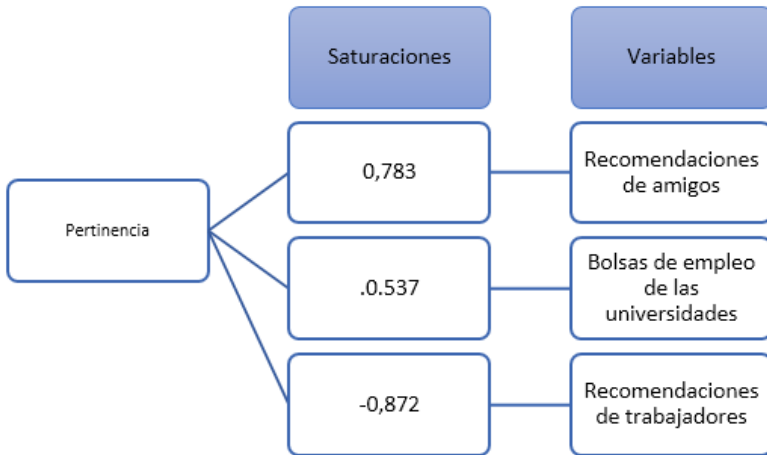 Saturaciones
Variables
Pertinencia
0,783
Recomendaciones
de amigos
.0.537
Bolsas de empleo
de las
universidades
-0,872
Recomendaciones
de trabajadores